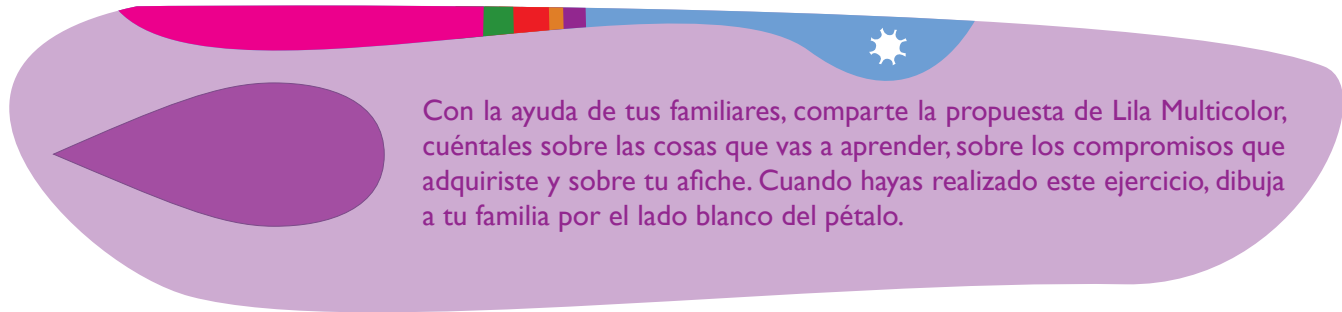 Con la ayuda de tus familiares, comparte la propuesta de Lila Multicolor,
cuéntales sobre las cosas que vas a aprender, sobre los compromisos que
adquiriste y sobre tu afiche. Cuando hayas realizado este ejercicio, dibuja
a tu familia por el lado blanco del pétalo.